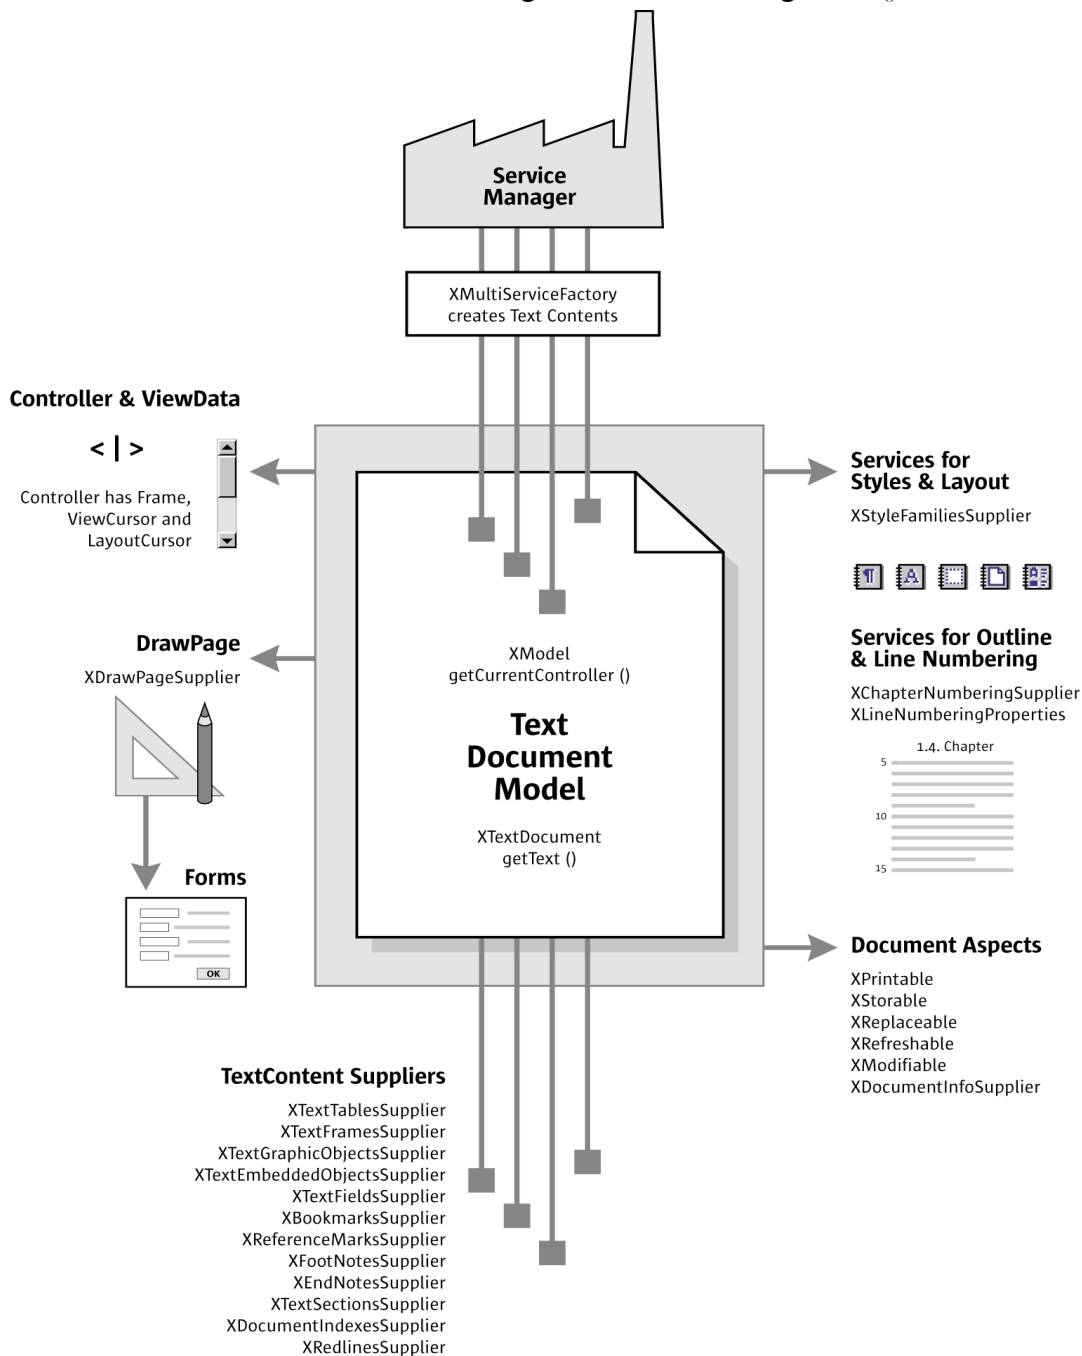 Service
Manager
XMultiServiceFactory
creates Text Contents
Controller & ViewData
< | >
Controller has Frame,
ViewCursor and
LayoutCursor
Services for
Styles & Layout
XStyleFamiliesSupplier
¶ A
DrawPage
XDrawPageSupplier
XModel
getCurrentController ()
Text
Document
Model
XTextDocument
getText ()
Services for Outline
& Line Numbering
XChapterNumberingSupplier
XLineNumberingProperties
1.4. Chapter
5
10
15
Forms
OK
Document Aspects
XPrintable
XStorable
XReplaceable
XRefreshable
XModifiable
XDocumentInfoSupplier
TextContent Suppliers
XTextTablesSupplier
XTextFramesSupplier
XTextGraphicObjectsSupplier
XTextEmbeddedObjectsSupplier
XTextFieldsSupplier
XBookmarksSupplier
XReferenceMarksSupplier
XFootNotesSupplier
XEndNotesSupplier
XTextSectionsSupplier
XDocumentIndexesSupplier
XRedlinesSupplier